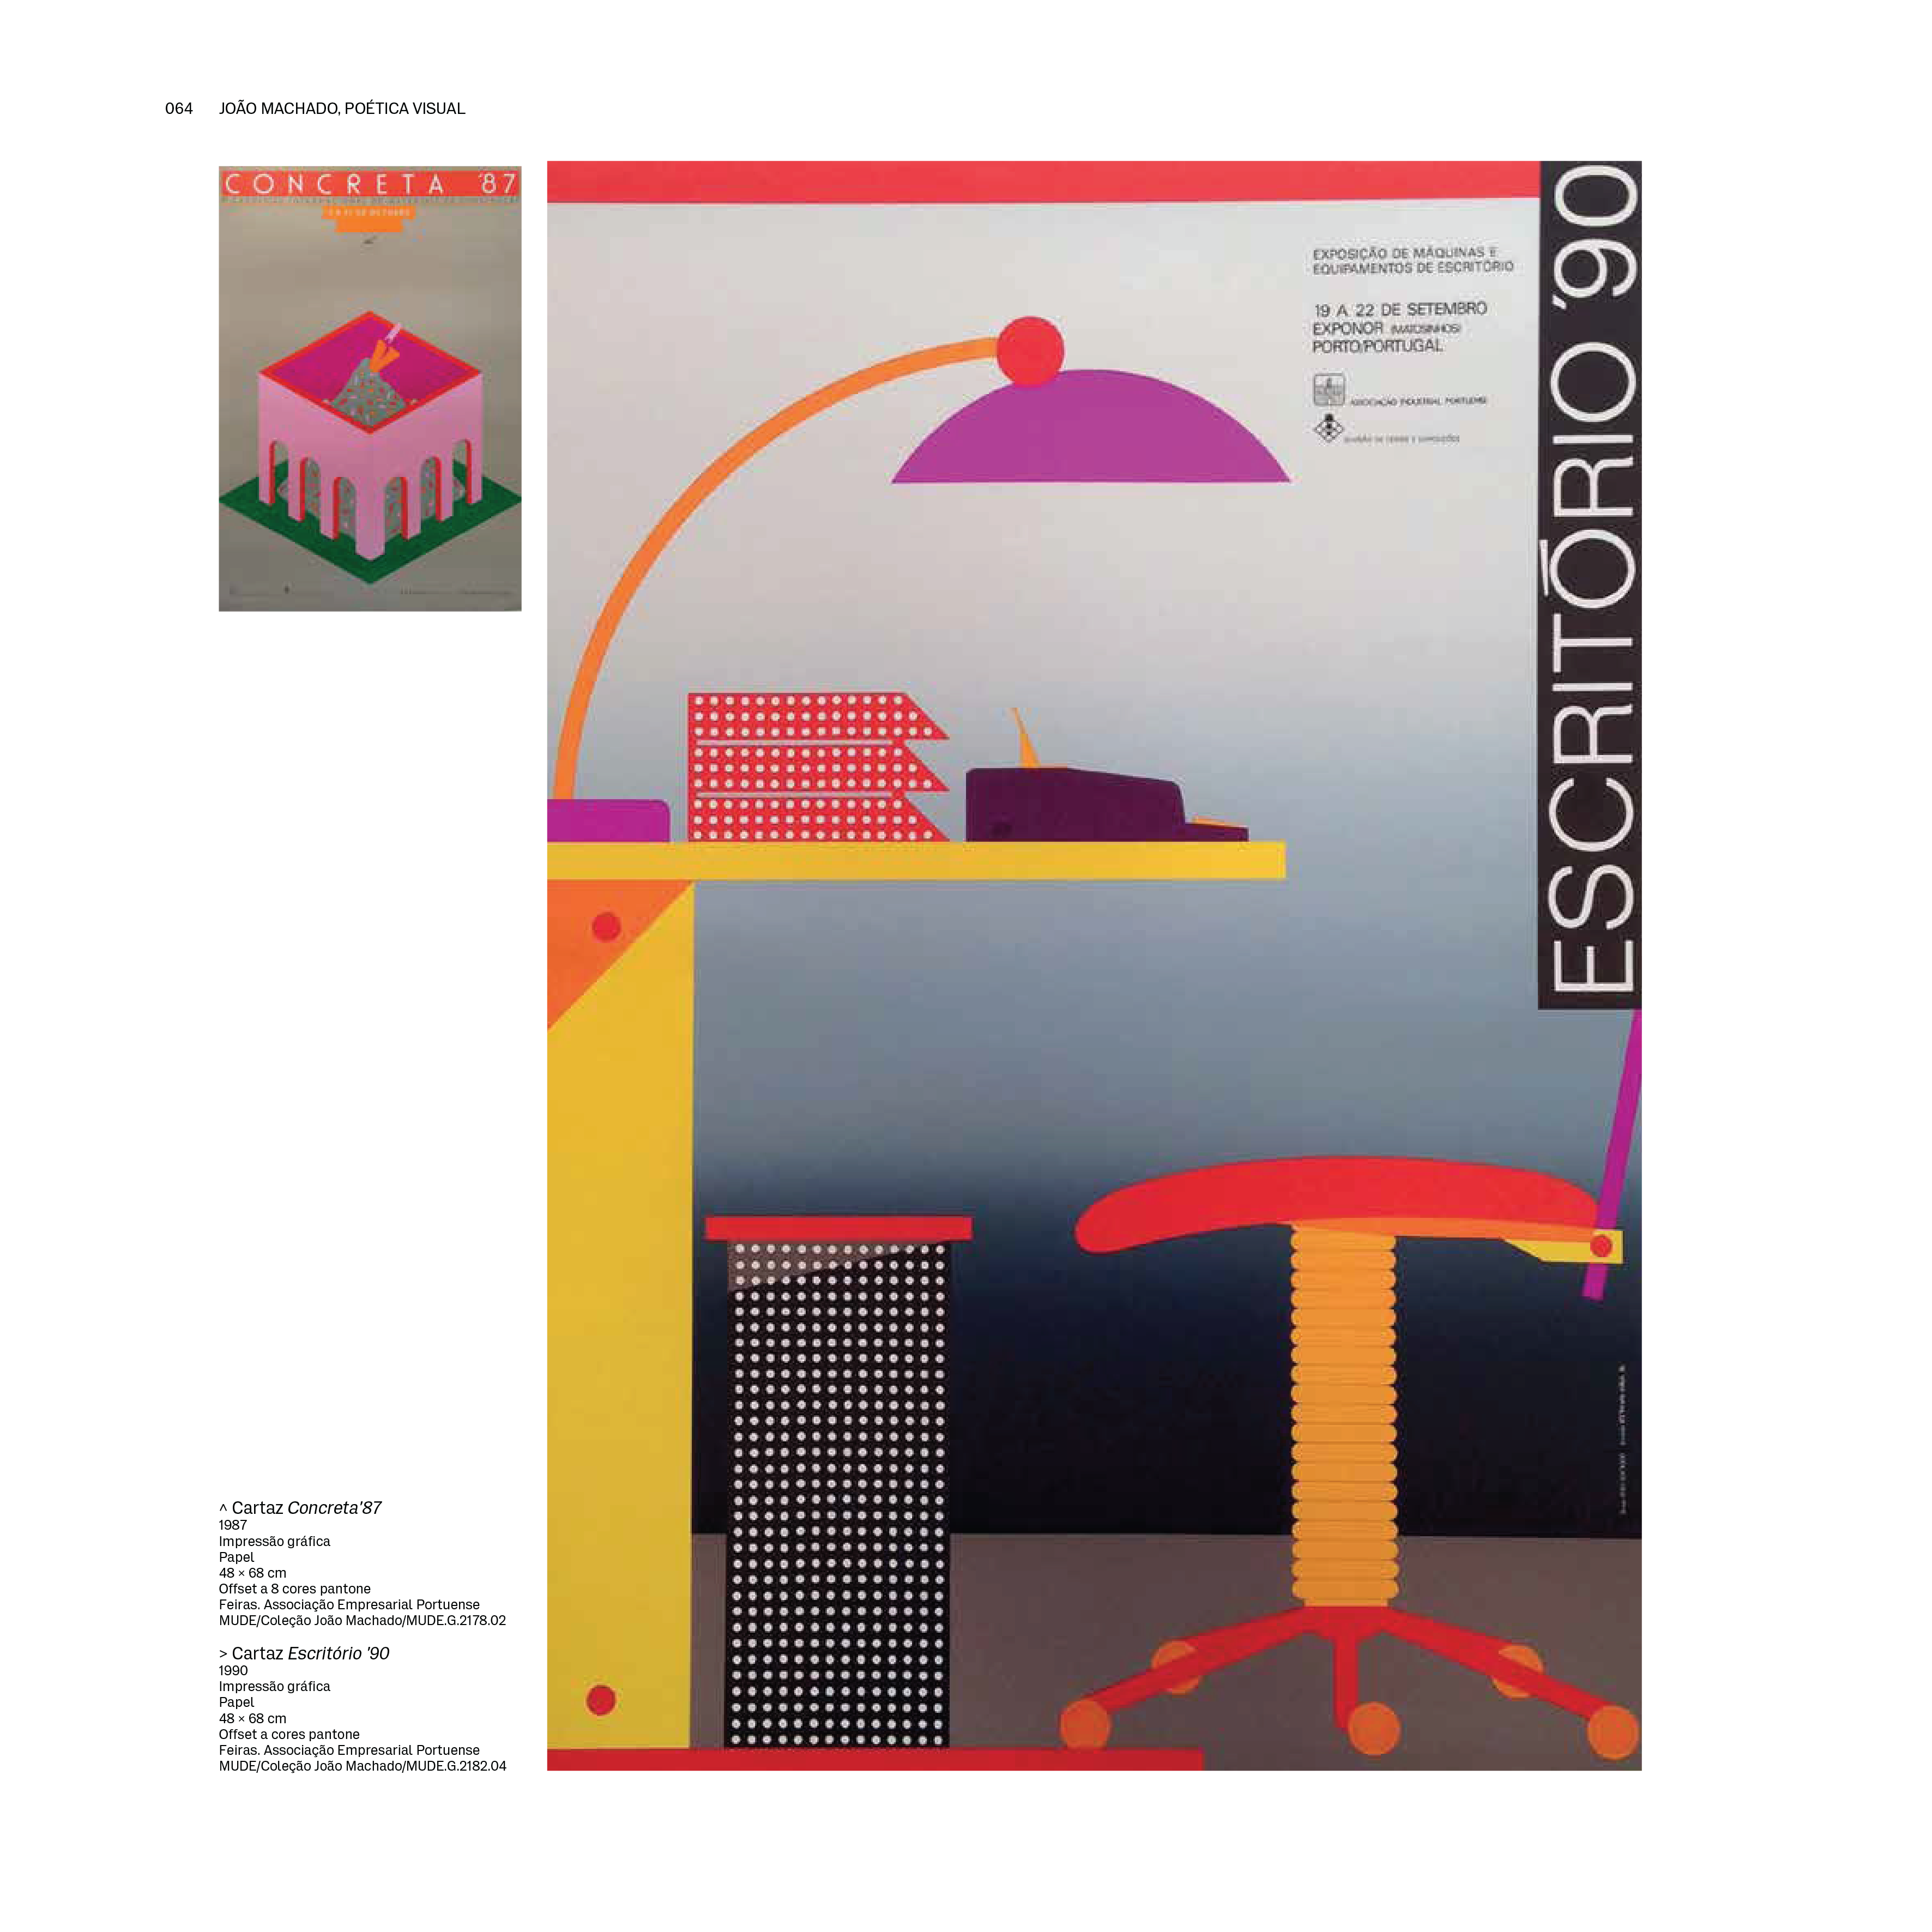 064 JOÃO MACHADO, POÉTICA VISUAL
CONCRETA '87
EXPOSIÇÃO DE MÁQUINAS E
EQUIPAMENTOS DE ESCRITÓRIO
19 A 22 DE SETEMBRO
EXPONOR (MATOSINHOS)
PORTO/PORTUGAL
ASSOCIAÇÃO INDUSTRIAL PORTUENSE
ESCRITÓRIO '90
^ Cartaz Concreta'87
1987
Impressão gráfica
Papel
48 × 68 cm
Offset a 8 cores pantone
Feiras. Associação Empresarial Portuense
MUDE/Coleção João Machado/MUDE.G.2178.02
> Cartaz Escritório '90
1990
Impressão gráfica
Papel
48 × 68 cm
Offset a cores pantone
Feiras. Associação Empresarial Portuense
MUDE/Coleção João Machado/MUDE.G.2182.04